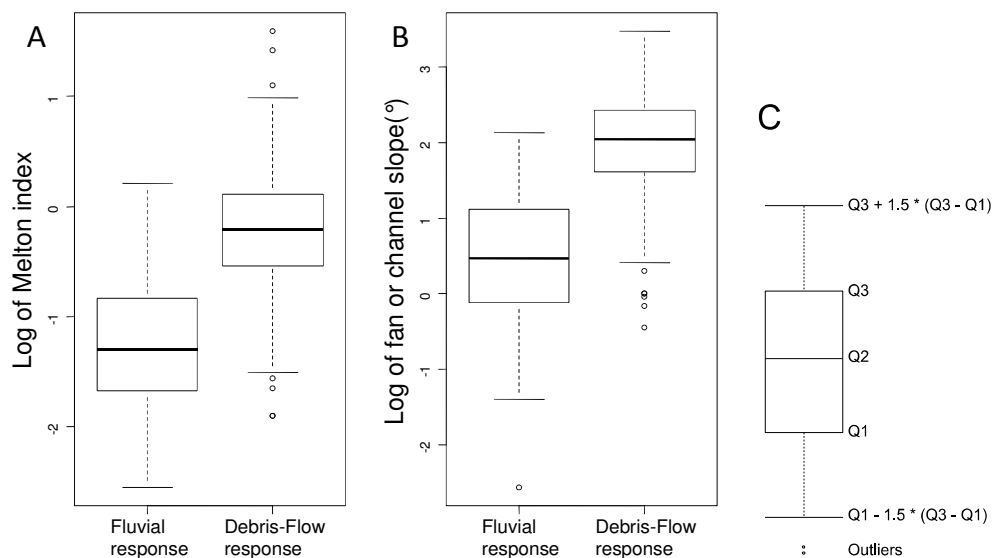 A
Log of Melton index
1
0
-1
-2
Fluvial
response
Debris-Flow
response
B
Log of fan or channel slope(°)
3
2
1
0
-1
-2
Fluvial
response
Debris-Flow
response
C
Q3 + 1.5 * (Q3 - Q1)
Q3
Q2
Q1
Q1 - 1.5 * (Q3 - Q1)
Outliers